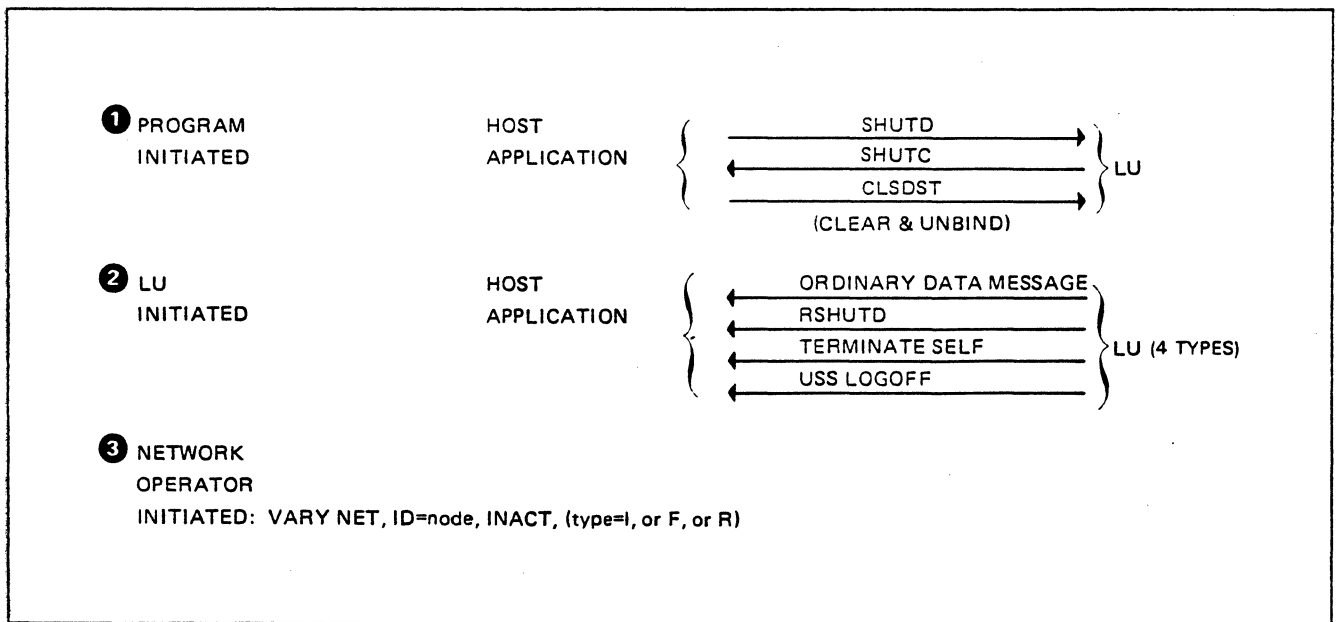 1 PROGRAM INITIATED
HOST APPLICATION
SHUTD
SHUTC
CLSDST
(CLEAR & UNBIND)
LU
2 LU INITIATED
HOST APPLICATION
ORDINARY DATA MESSAGE
RSHUTD
TERMINATE SELF
USS LOGOFF
LU (4 TYPES)
3 NETWORK
OPERATOR
INITIATED: VARY NET, ID=node, INACT, (type=I, or F, or R)